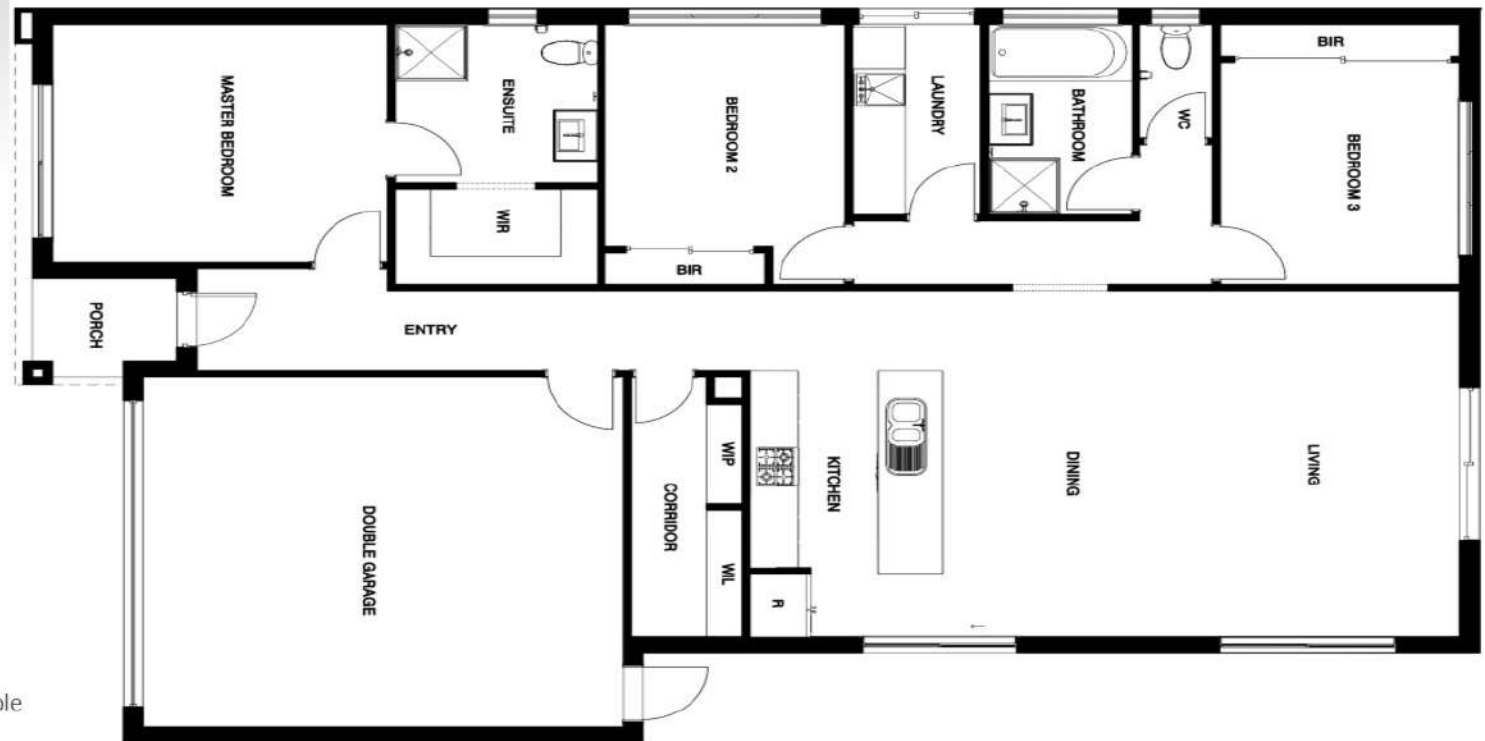 BIR
MASTER BEDROOM
ENSUITE
BEDROOM 2
LAUNDRY
BATHROOM
WC
BEDROOM 3
WIR
BIR
PORCH
ENTRY
WIP
KITCHEN
DINING
LIVING
CORRIDOR
DOUBLE GARAGE
WIL
R